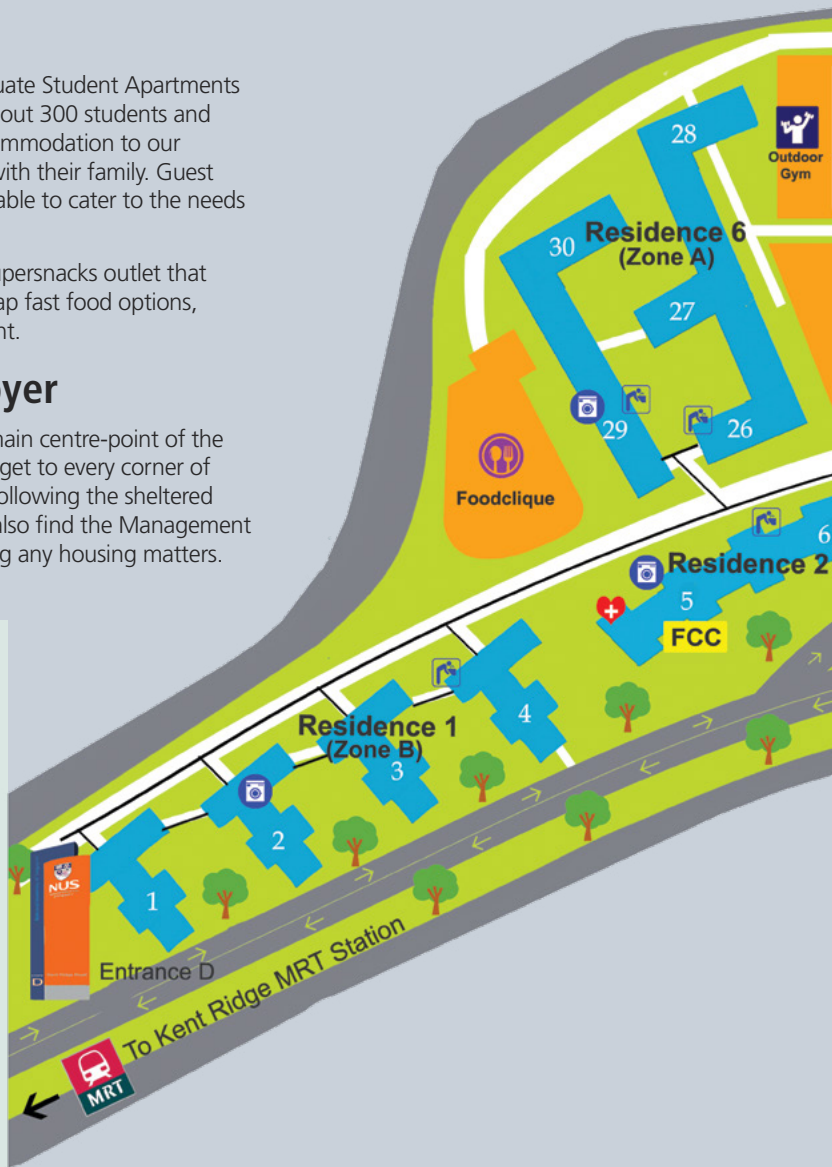 uate Student Apartments
out 300 students and
ommodation to our
with their family. Guest
able to cater to the needs
upersnacks outlet that
ap fast food options,
nt.
yer
main centre-point of the
get to every corner of
ollowing the sheltered
also find the Management
g any housing matters.
28
Outdoor
Gym
30
Residence 6
(Zone A)
27
29
26
Foodclique
6
Residence 2
5
FCC
4
Residence 1
(Zone B)
3
2
1
NUS
D
Entrance D
To Kent Ridge MRT Station
MRT